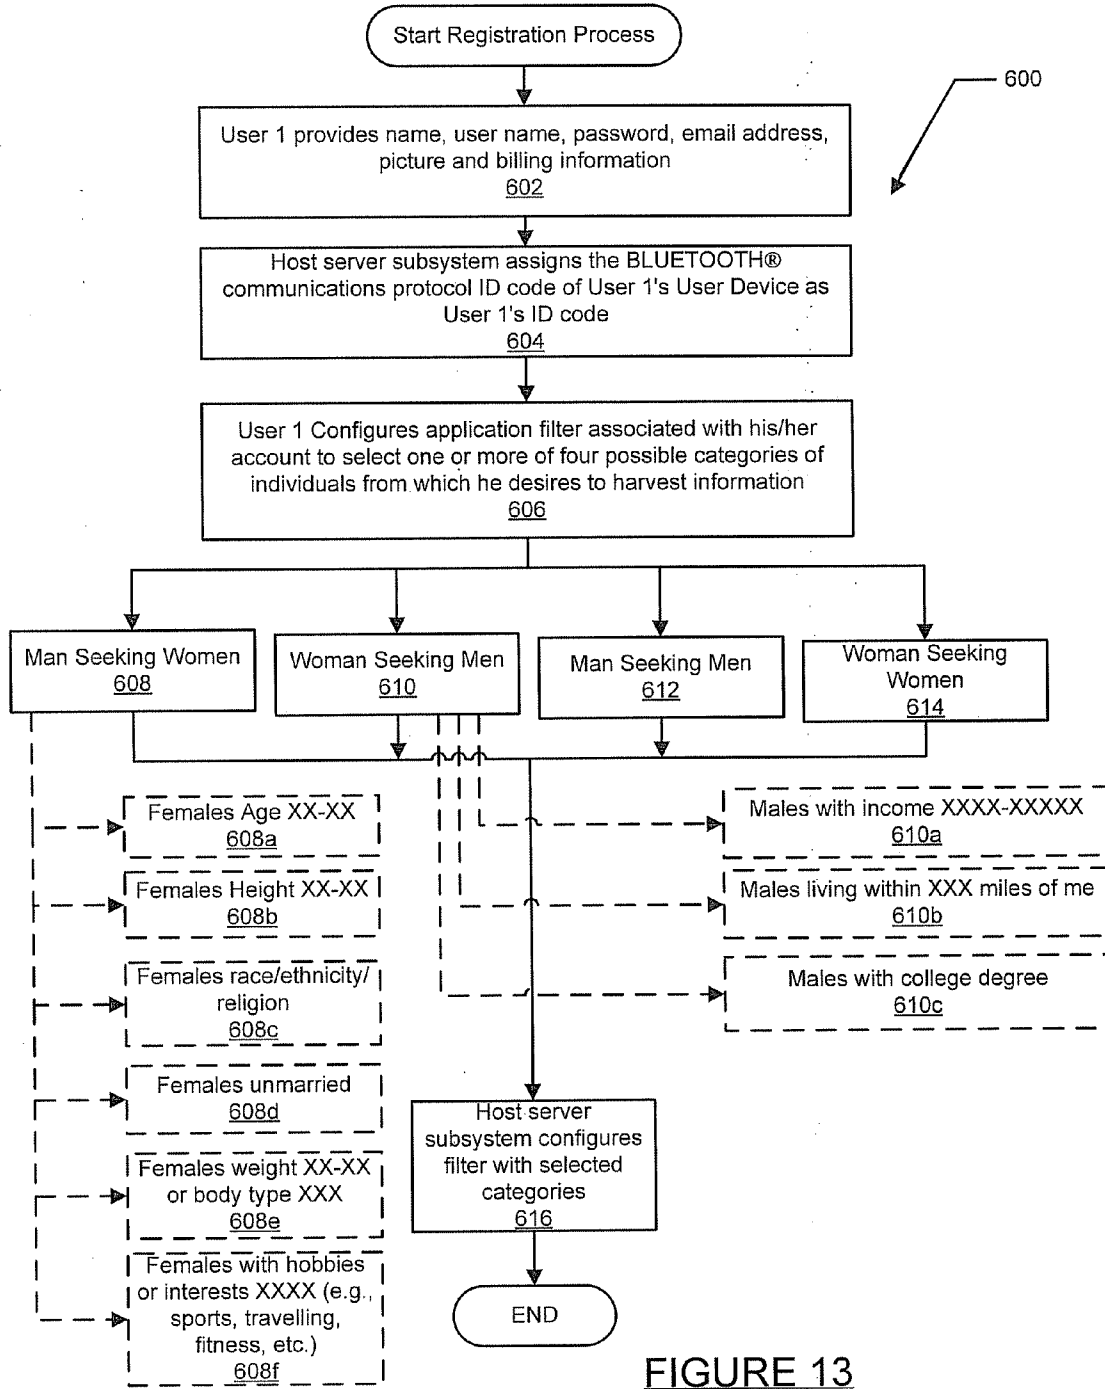 Start Registration Process
600
User 1 provides name, user name, password, email address,
picture and billing information
602
Host server subsystem assigns the BLUETOOTH®
communications protocol ID code of User 1's User Device as
User 1's ID code
604
User 1 Configures application filter associated with his/her
account to select one or more of four possible categories of
individuals from which he desires to harvest information
606
Man Seeking Women
608
Woman Seeking Men
610
Man Seeking Men
612
Woman Seeking
Women
614
Females Age XX-XX
608a
Females Height XX-XX
608b
Females race/ethnicity/
religion
608c
Females unmarried
608d
Females weight XX-XX
or body type XXX
608e
Females with hobbies
or interests XXXX (e.g.,
sports, travelling,
fitness, etc.)
608f
Males with income XXXX-XXXXX
610a
Males living within XXX miles of me
610b
Males with college degree
610c
Host server
subsystem configures
filter with selected
categories
616
END
FIGURE 13